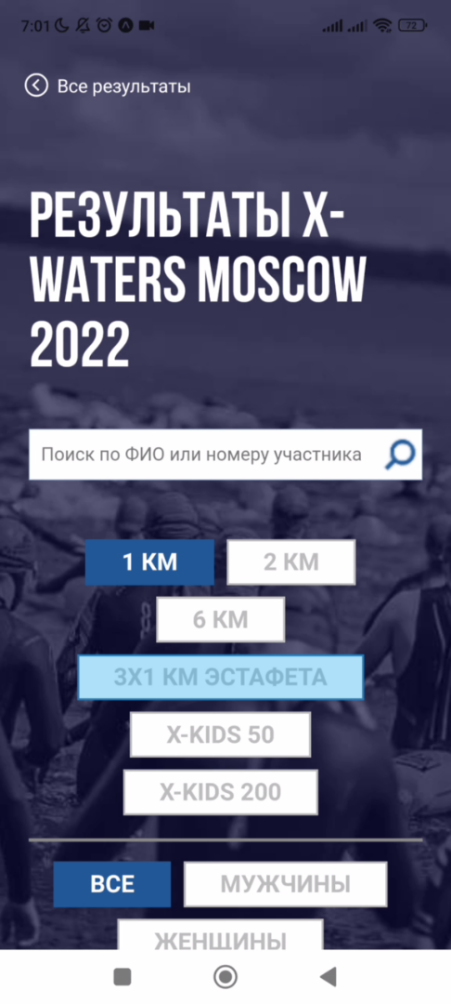 7:01
72
Все результаты
РЕЗУЛЬТАТЫ X-
WATERS MOSCOW
2022
Поиск по ФИО или номеру участника
1 КМ
2 КМ
6 КМ
3X1 КМ ЭСТАФЕТА
X-KIDS 50
X-KIDS 200
ВСЕ
МУЖЧИНЫ
ЖЕНЩИНЫ